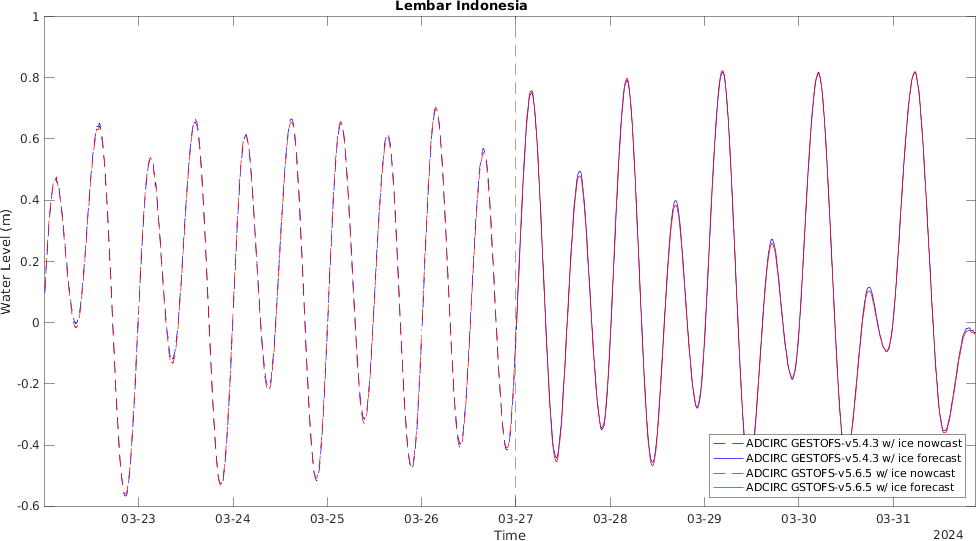 Lembar Indonesia
1
0.8
0.6
0.4
0.2
0
-0.2
-0.4
-0.6
Water Level (m)
ADCIRC GESTOFS-v5.4.3 w/ ice nowcast
ADCIRC GESTOFS-v5.4.3 w/ ice forecast
ADCIRC GSTOFS-v5.6.5 w/ ice nowcast
ADCIRC GSTOFS-v5.6.5 w/ ice forecast
03-23 03-24 03-25 03-26 03-27 03-28 03-29 03-30 03-31
Time
2024